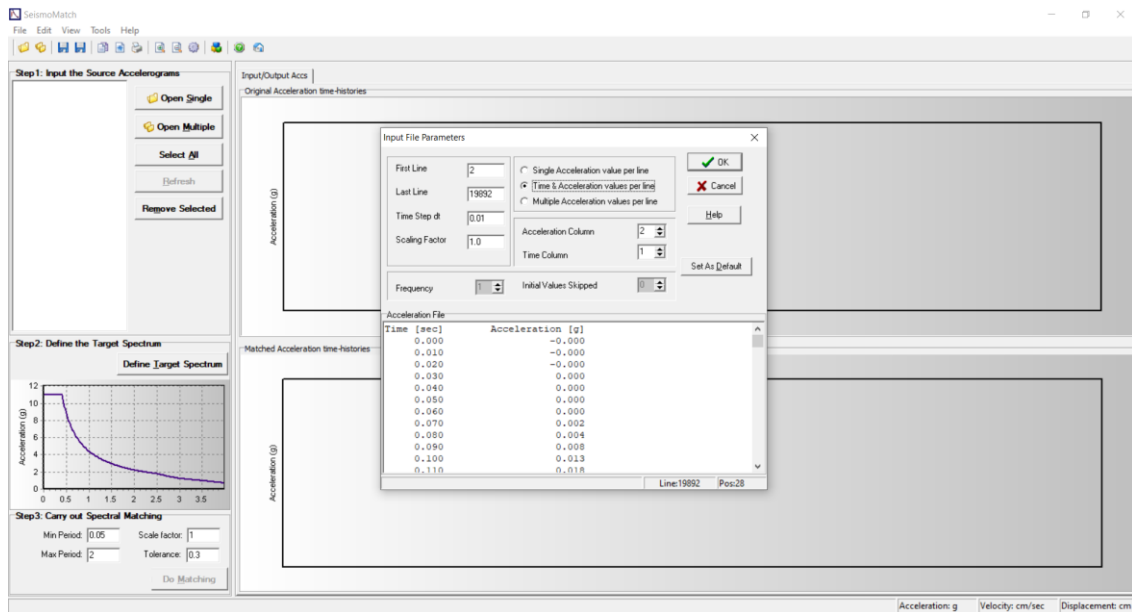 SeismoMatch
File Edit View Tools Help
Step1: Input the Source Accelerograms
Open Single
Open Multiple
Select All
Refresh
Remove Selected
Step2: Define the Target Spectrum
Define Target Spectrum
Acceleration (g)
12
10
8
6
4
2
0
0 0.5 1 1.5 2 2.5 3 3.5
Step3: Carry out Spectral Matching
Min Period: 0.05 Scale factor: 1
Max Period: 2 Tolerance: 0.3
Do Matching
Input/Output Accs
Original Acceleration time-histories
Acceleration (g)
Matched Acceleration time-histories
Acceleration (g)
Input File Parameters
First Line 2
Last Line 19892
Time Step dt 0.01
Scaling Factor 1.0
Single Acceleration value per line
Time & Acceleration values per line
Multiple Acceleration values per line
Acceleration Column 2
Time Column 1
Frequency 1
Initial Values Skipped 0
OK
Cancel
Help
Set As Default
Acceleration File
Time [sec] Acceleration [g]
0.000 -0.000
0.010 -0.000
0.020 -0.000
0.030 0.000
0.040 0.000
0.050 0.000
0.060 0.000
0.070 0.002
0.080 0.004
0.090 0.008
0.100 0.013
0.110 0.018
Line:19892 Pos:28
Acceleration: g Velocity: cm/sec Displacement: cm